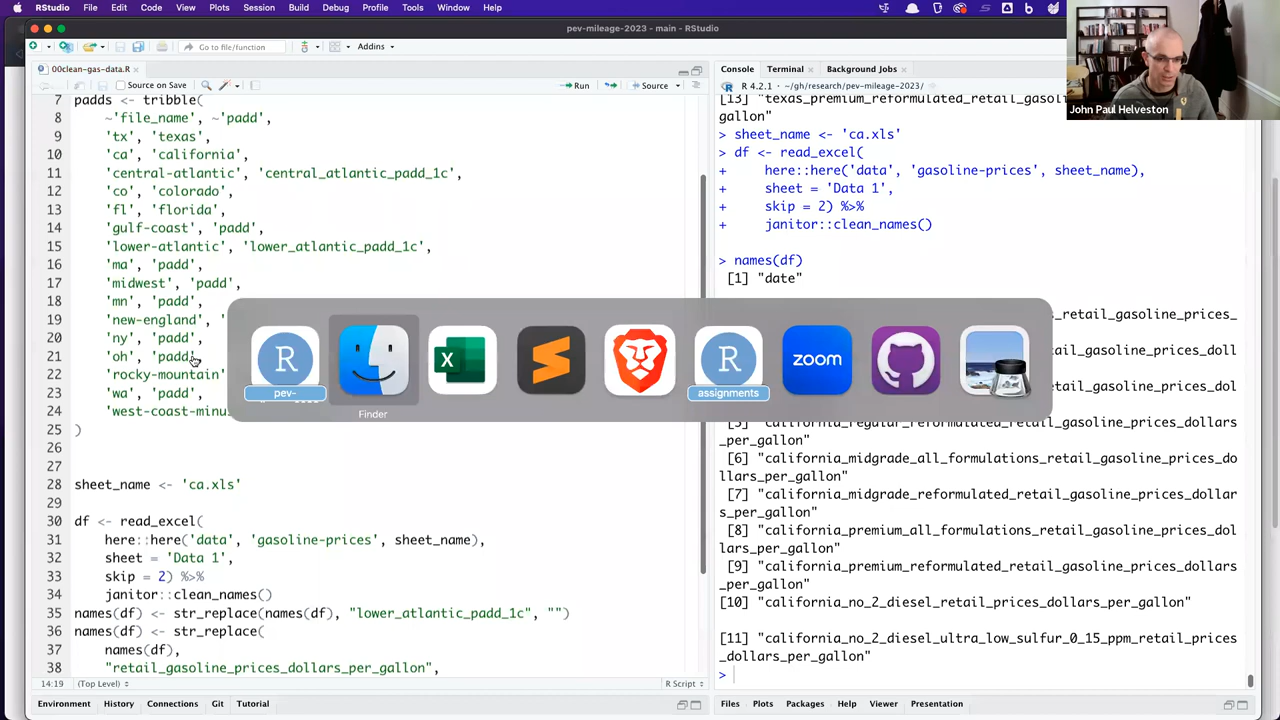 RStudio File Edit Code View Plots Session Build Debug Profile Tools Window Help
pev-mileage-2023 - main - RStudio
Go to file/function
Addins
00clean-gas-data.R
Source on Save
Run
Source
7 padds <- tribble(
8 ~'file_name', ~'padd',
9 'tx', 'texas',
10 'ca', 'california',
11 'central-atlantic', 'central_atlantic_padd_1c',
12 'co', 'colorado',
13 'fl', 'florida',
14 'gulf-coast', 'padd',
15 'lower-atlantic', 'lower_atlantic_padd_1c',
16 'ma', 'padd',
17 'midwest', 'padd',
18 'mn', 'padd',
19 'new-england', '
20 'ny', 'padd',
21 'oh', 'padd',
22 'rocky-mountain'
23 'wa', 'padd',
24 'west-coast-minu
25 )
26
27
28 sheet_name <- 'ca.xls'
29
30 df <- read_excel(
31 here::here('data', 'gasoline-prices', sheet_name),
32 sheet = 'Data 1',
33 skip = 2) %>%
34 janitor::clean_names()
35 names(df) <- str_replace(names(df), "lower_atlantic_padd_1c", "")
36 names(df) <- str_replace(
37 names(df),
38 "retail_gasoline_prices_dollars_per_gallon",
14:19 (Top Level) R Script
Environment History Connections Git Tutorial
Console Terminal Background Jobs
R 4.2.1 · ~/gh/research/pev-mileage-2023/
[13] "texas_premium_reformulated_retail_gasol
gallon"
> sheet_name <- 'ca.xls'
> df <- read_excel(
+ here::here('data', 'gasoline-prices', sheet_name),
+ sheet = 'Data 1',
+ skip = 2) %>%
+ janitor::clean_names()
> names(df)
[1] "date"
retail_gasoline_prices_
retail_gasoline_prices_doll
retail_gasoline_prices_dollars
_per_gallon"
[6] "california_midgrade_all_formulations_retail_gasoline_prices_do
llars_per_gallon"
[7] "california_midgrade_reformulated_retail_gasoline_prices_dollar
s_per_gallon"
[8] "california_premium_all_formulations_retail_gasoline_prices_dol
lars_per_gallon"
[9] "california_premium_reformulated_retail_gasoline_prices_dollars
_per_gallon"
[10] "california_no_2_diesel_retail_prices_dollars_per_gallon"
[11] "california_no_2_diesel_ultra_low_sulfur_0_15_ppm_retail_prices
_dollars_per_gallon"
>
Files Plots Packages Help Viewer Presentation
John Paul Helveston
R
X
R
zoom
pev-
assignments
Finder